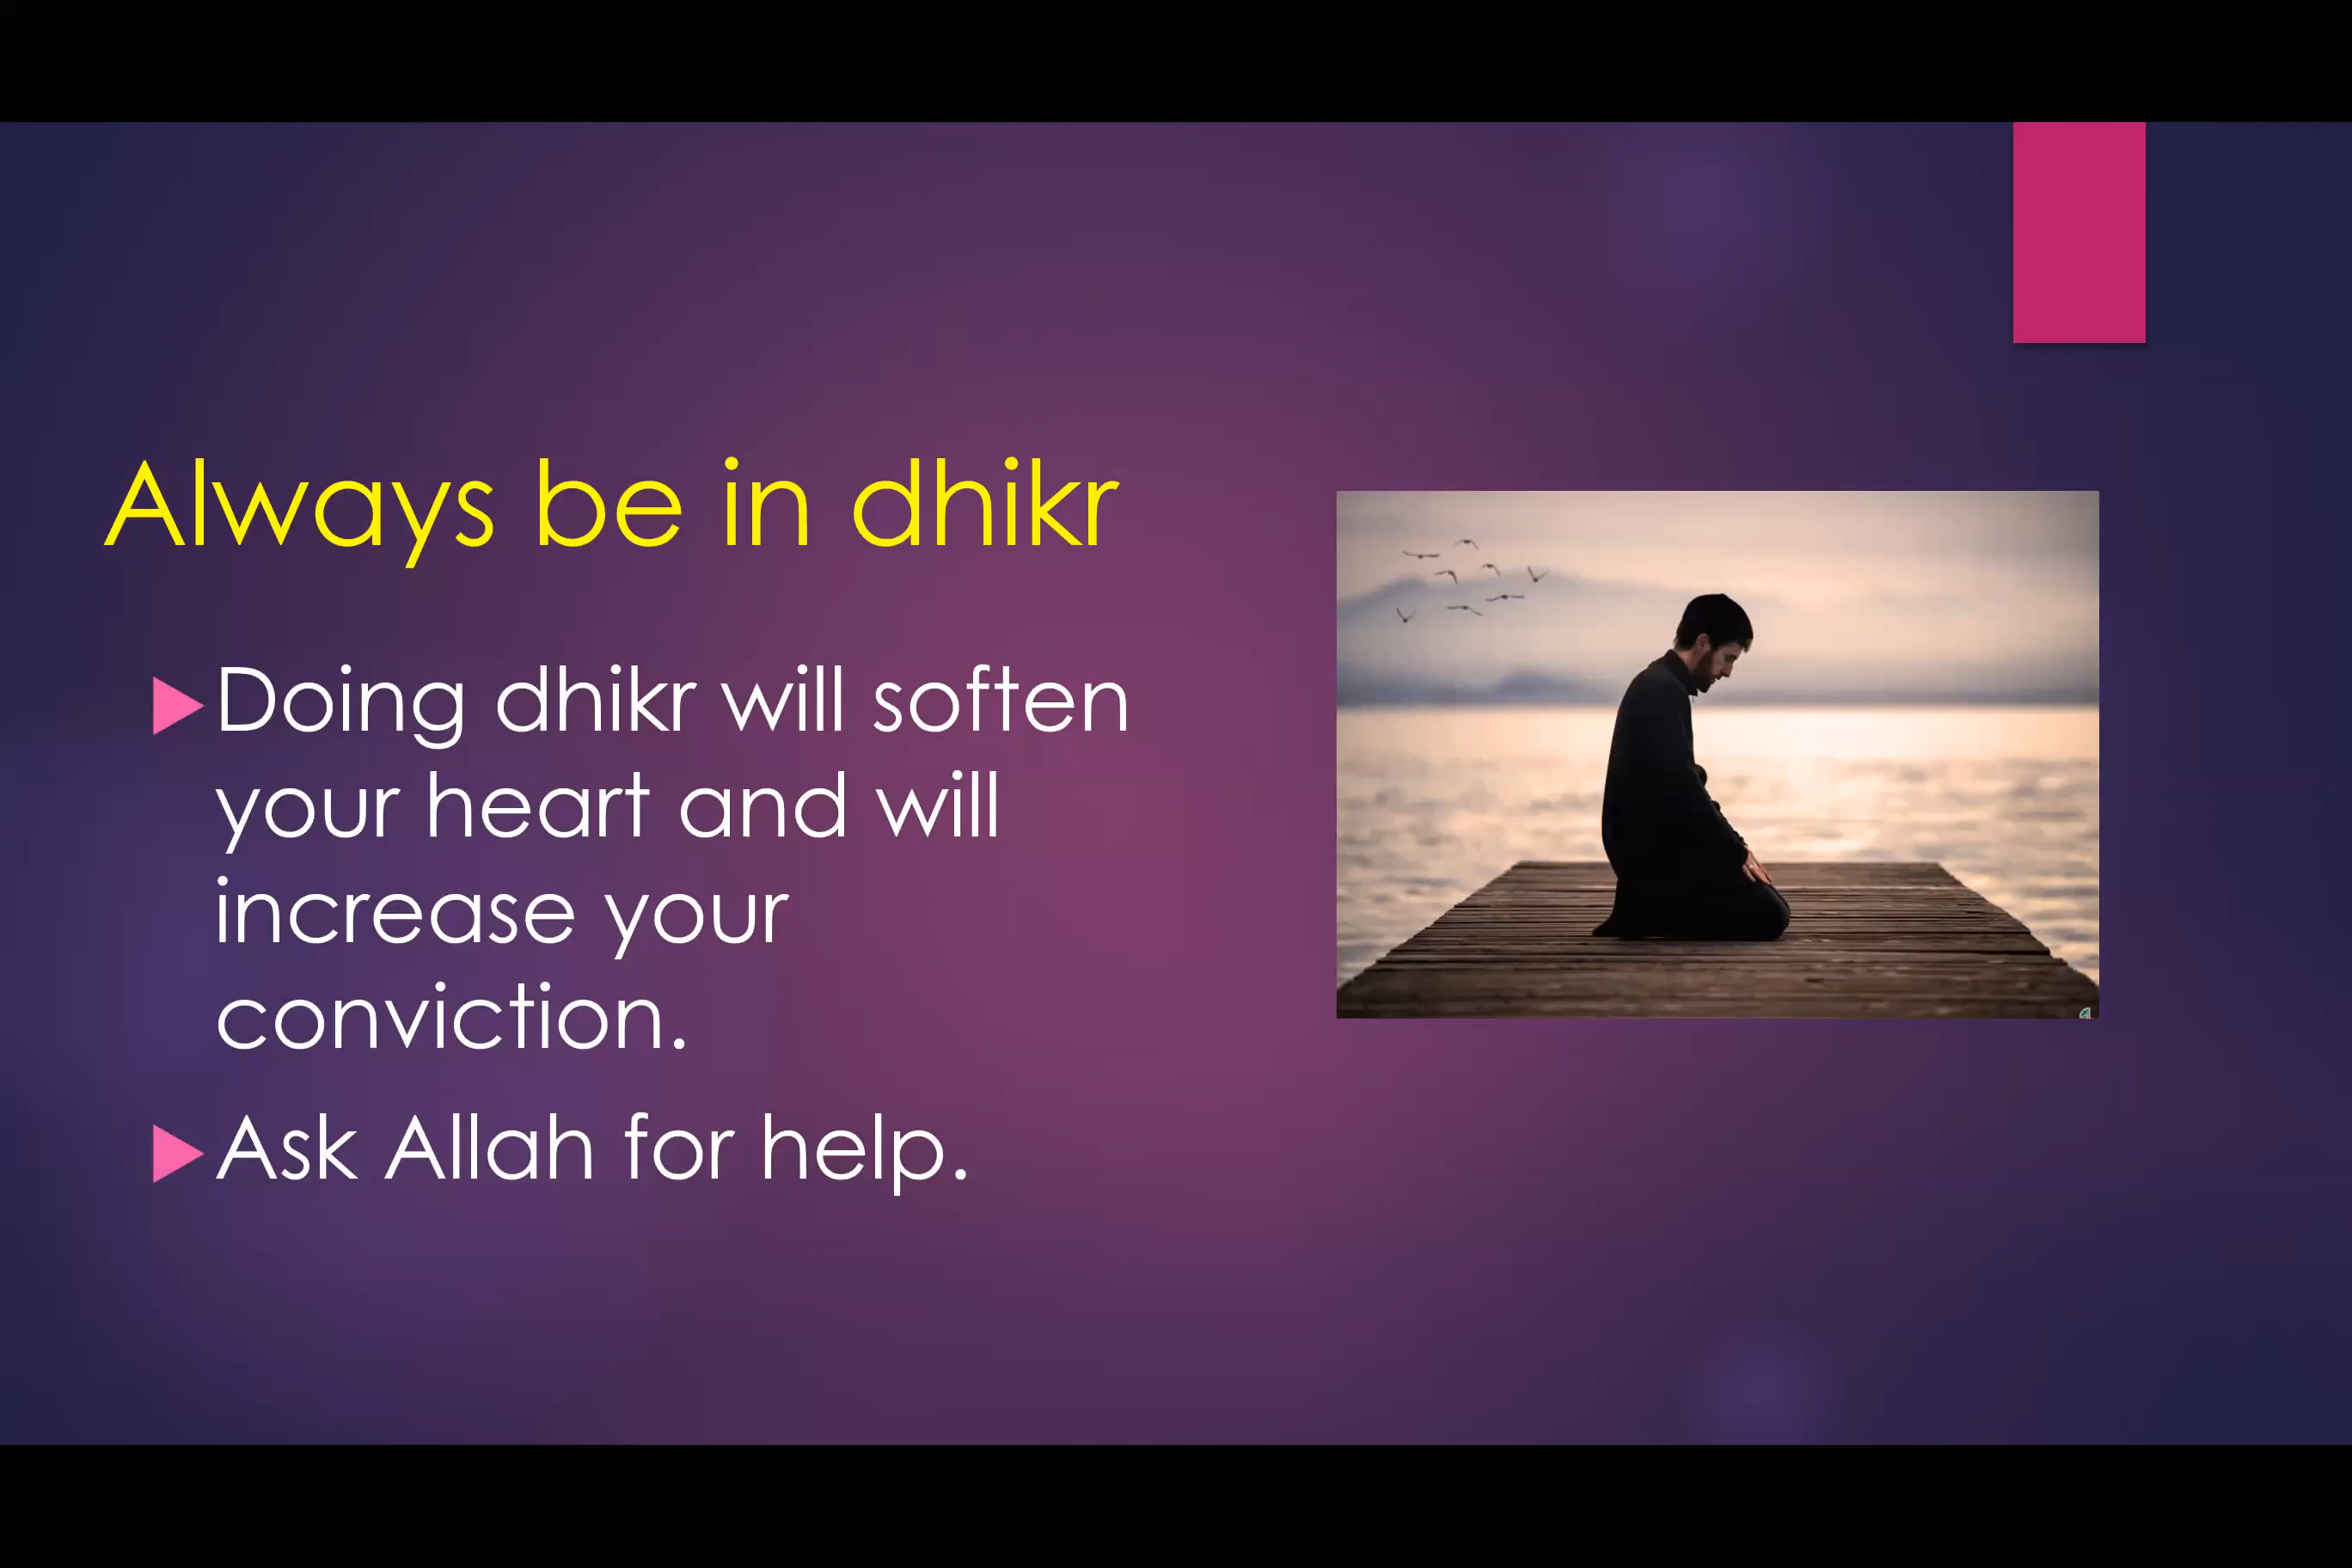 Always be in dhikr
Doing dhikr will soften
your heart and will
increase your
conviction.
Ask Allah for help.